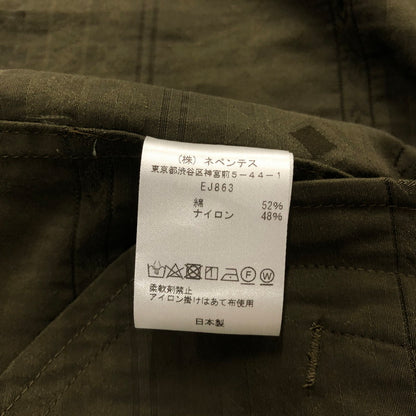 (株) ネペンテス
東京都渋谷区神宮前5-44-1
EJ863
綿 52%
ナイロン 48%
F W
柔軟剤禁止
アイロン掛けはあて布使用
日本製